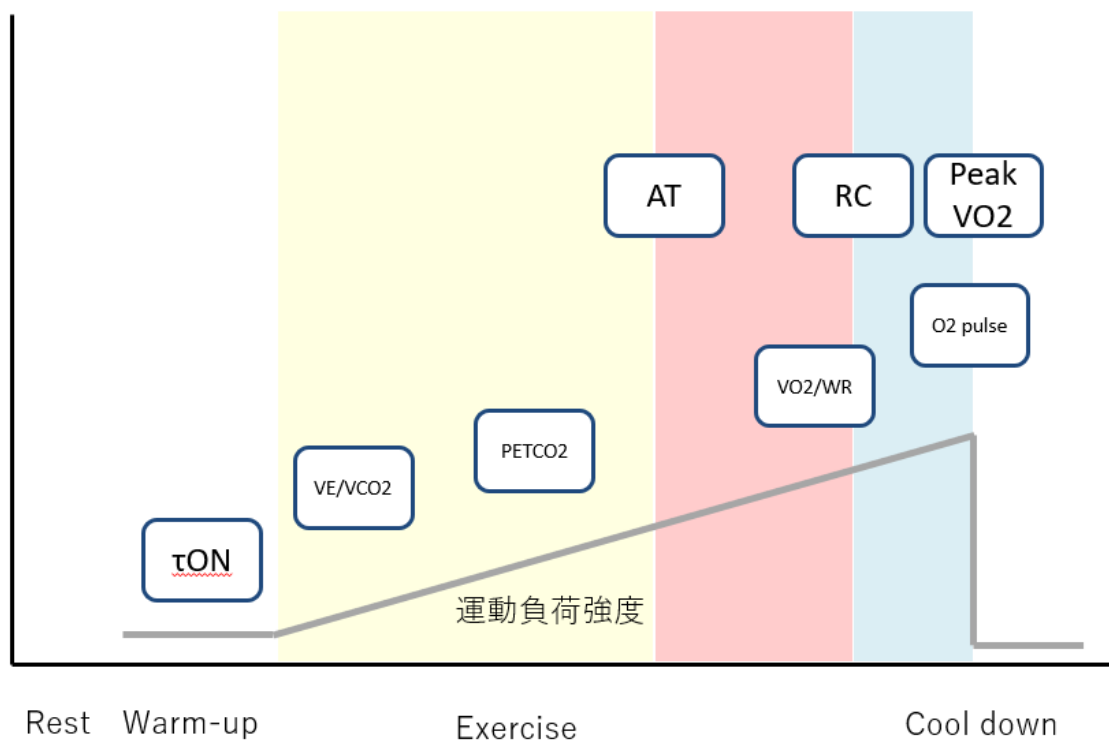 AT
RC
Peak
VO2
O2 pulse
VO2/WR
PETCO2
VE/VCO2
τON
運動負荷強度
Rest
Warm-up
Exercise
Cool down